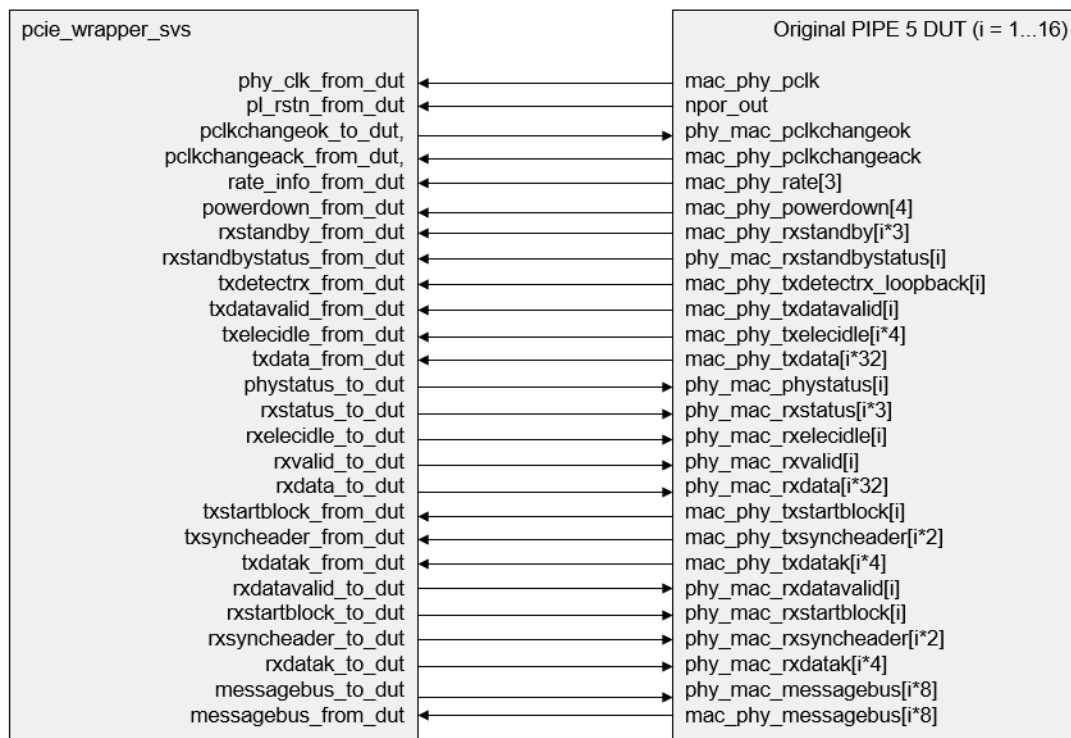 pcie_wrapper_svs Original PIPE 5 DUT (i = 1...16)
phy_clk_from_dut mac_phy_pclk
pl_rstn_from_dut npor_out
pclkchangeok_to_dut, phy_mac_pclkchangeok
pclkchangeack_from_dut, mac_phy_pclkchangeack
rate_info_from_dut mac_phy_rate[3]
powerdown_from_dut mac_phy_powerdown[4]
rxstandby_from_dut mac_phy_rxstandby[i*3]
rxstandbystatus_from_dut phy_mac_rxstandbystatus[i]
txdetectrx_from_dut mac_phy_txdetectrx_loopback[i]
txdatavalid_from_dut mac_phy_txdatavalid[i]
txelecidle_from_dut mac_phy_txelecidle[i*4]
txdata_from_dut mac_phy_txdata[i*32]
phystatus_to_dut phy_mac_phystatus[i]
rxstatus_to_dut phy_mac_rxstatus[i*3]
rxelecidle_to_dut phy_mac_rxelecidle[i]
rxvalid_to_dut phy_mac_rxvalid[i]
rxdata_to_dut phy_mac_rxdata[i*32]
txstartblock_from_dut mac_phy_txstartblock[i]
txsyncheader_from_dut mac_phy_txsyncheader[i*2]
txdatak_from_dut mac_phy_txdatak[i*4]
rxdatavalid_to_dut phy_mac_rxdatavalid[i]
rxstartblock_to_dut phy_mac_rxstartblock[i]
rxsyncheader_to_dut phy_mac_rxsyncheader[i*2]
rxdatak_to_dut phy_mac_rxdatak[i*4]
messagebus_to_dut phy_mac_messagebus[i*8]
messagebus_from_dut mac_phy_messagebus[i*8]